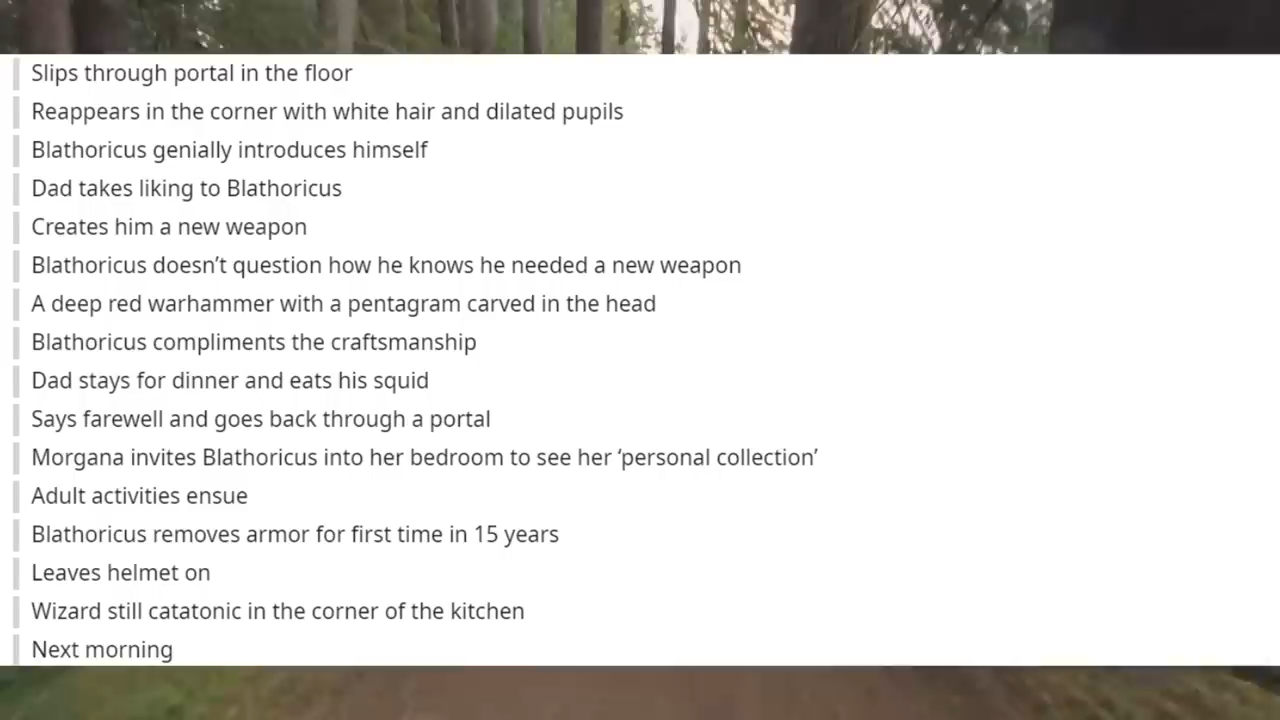 Slips through portal in the floor
Reappears in the corner with white hair and dilated pupils
Blathoricus genially introduces himself
Dad takes liking to Blathoricus
Creates him a new weapon
Blathoricus doesn’t question how he knows he needed a new weapon
A deep red warhammer with a pentagram carved in the head
Blathoricus compliments the craftsmanship
Dad stays for dinner and eats his squid
Says farewell and goes back through a portal
Morgana invites Blathoricus into her bedroom to see her ‘personal collection’
Adult activities ensue
Blathoricus removes armor for first time in 15 years
Leaves helmet on
Wizard still catatonic in the corner of the kitchen
Next morning